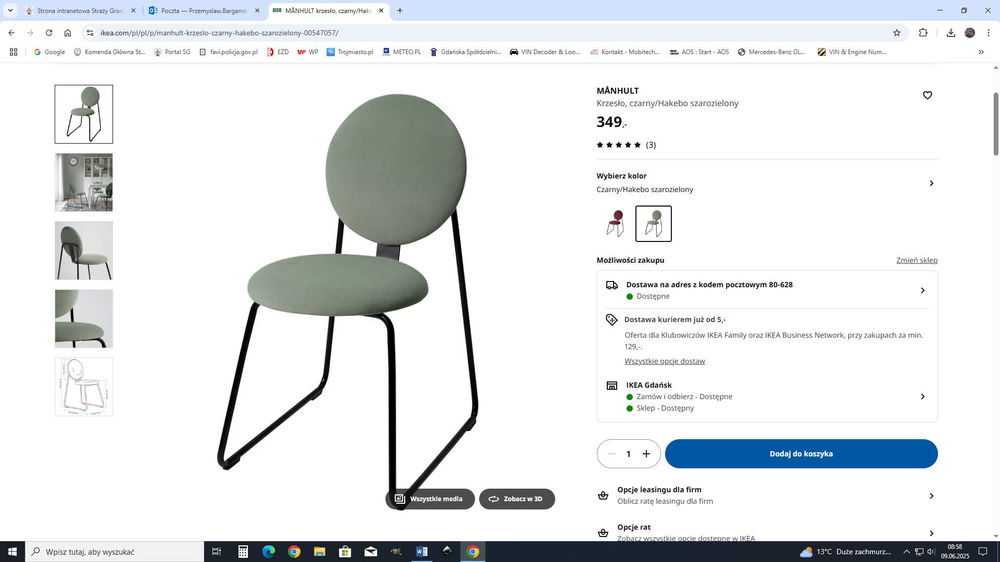 Strona intranetowa Straży Grani
Poczta — Przemyslaw.Bargansk
MÅNHULT krzesło, czarny/Hake
ikea.com/pl/pl/p/manhult-krzeslo-czarny-hakebo-szarozielony-00547057/
Google
Komenda Główna St...
Portal SG
favi.policja.gov.pl
EZD
WP
Trojmiasto.pl
METEO.PL
Gdańska Spółdzielni...
VIN Decoder & Loo...
Kontakt - Mobitech...
AOS : Start - AOS
Mercedes-Benz GL...
VIN & Engine Num...
MÅNHULT
Krzesło, czarny/Hakebo szarozielony
349,-
(3)
Wybierz kolor
Czarny/Hakebo szarozielony
Możliwości zakupu
Zmień sklep
Dostawa na adres z kodem pocztowym 80-628
Dostępne
Dostawa kurierem już od 5,-
Oferta dla Klubowiczów IKEA Family oraz IKEA Business Network, przy zakupach za min.
129,-.
Wszystkie opcje dostaw
IKEA Gdańsk
Zamów i odbierz - Dostępne
Sklep - Dostępny
1
Dodaj do koszyka
Wszystkie media
Zobacz w 3D
Opcje leasingu dla firm
Oblicz ratę leasingu dla firm
Opcje rat
Zobacz wszystkie opcje dostępne w IKEA
Wpisz tutaj, aby wyszukać
13°C Duże zachmurz...
08:58
09.06.2025